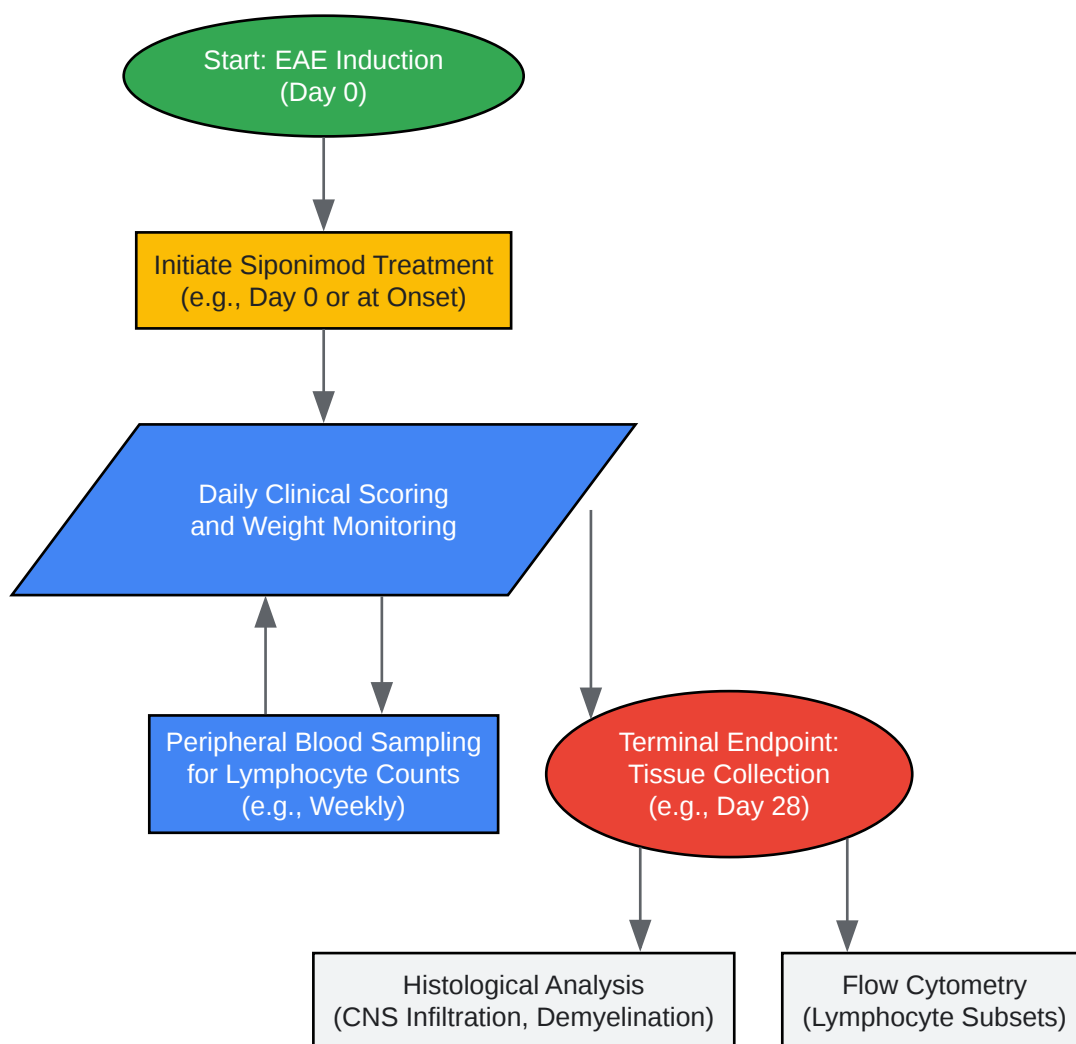 Start: EAE Induction
(Day 0)
Initiate Siponimod Treatment
(e.g., Day 0 or at Onset)
Daily Clinical Scoring
and Weight Monitoring
Peripheral Blood Sampling
for Lymphocyte Counts
(e.g., Weekly)
Terminal Endpoint:
Tissue Collection
(e.g., Day 28)
Histological Analysis
(CNS Infiltration, Demyelination)
Flow Cytometry
(Lymphocyte Subsets)